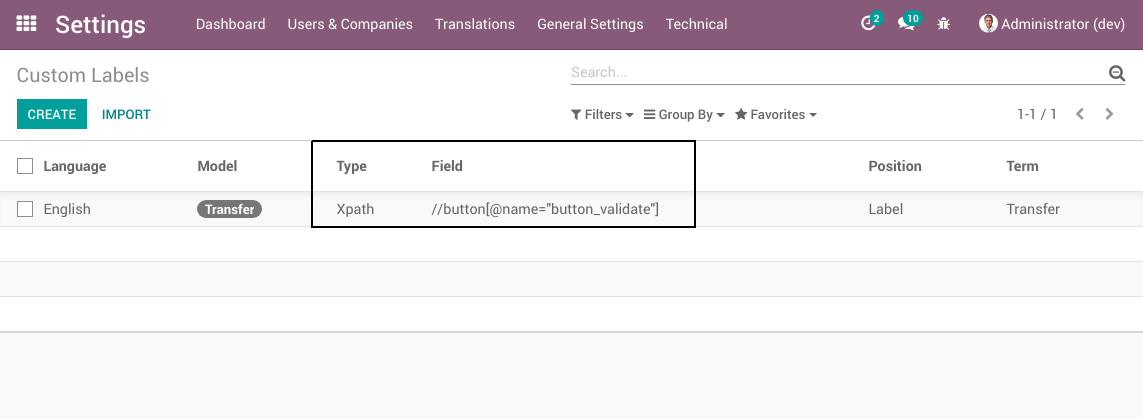 Settings Dashboard Users & Companies Translations General Settings Technical 2 10 Administrator (dev)
Custom Labels Search...
CREATE IMPORT Filters Group By Favorites 1-1 / 1
Language Model Type Field Position Term
English Transfer Xpath //button[@name="button_validate"] Label Transfer